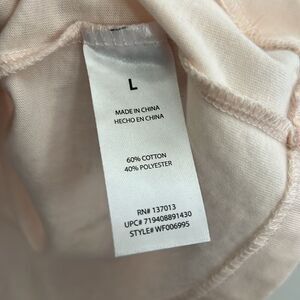 L
MADE IN CHINA
HECHO EN CHINA
60% COTTON
40% POLYESTER
RN# 137013
UPC# 719408891430
STYLE# WF006995